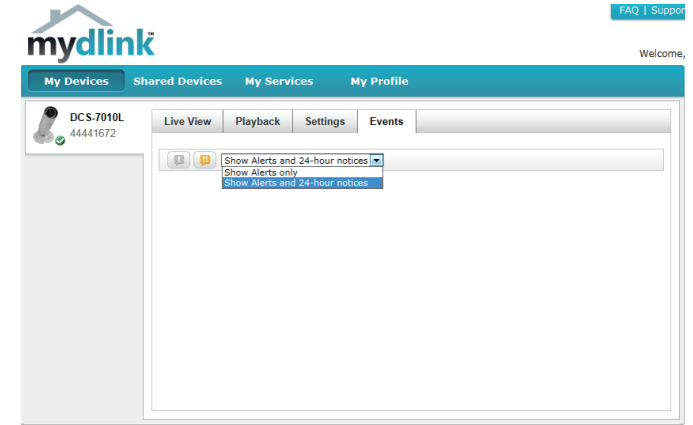 FAQ | Suppor
mydlink
Welcome,
My Devices Shared Devices My Services My Profile
DCS-7010L
44441672
Live View Playback Settings Events
Show Alerts and 24-hour notices
Show Alerts only
Show Alerts and 24-hour notices